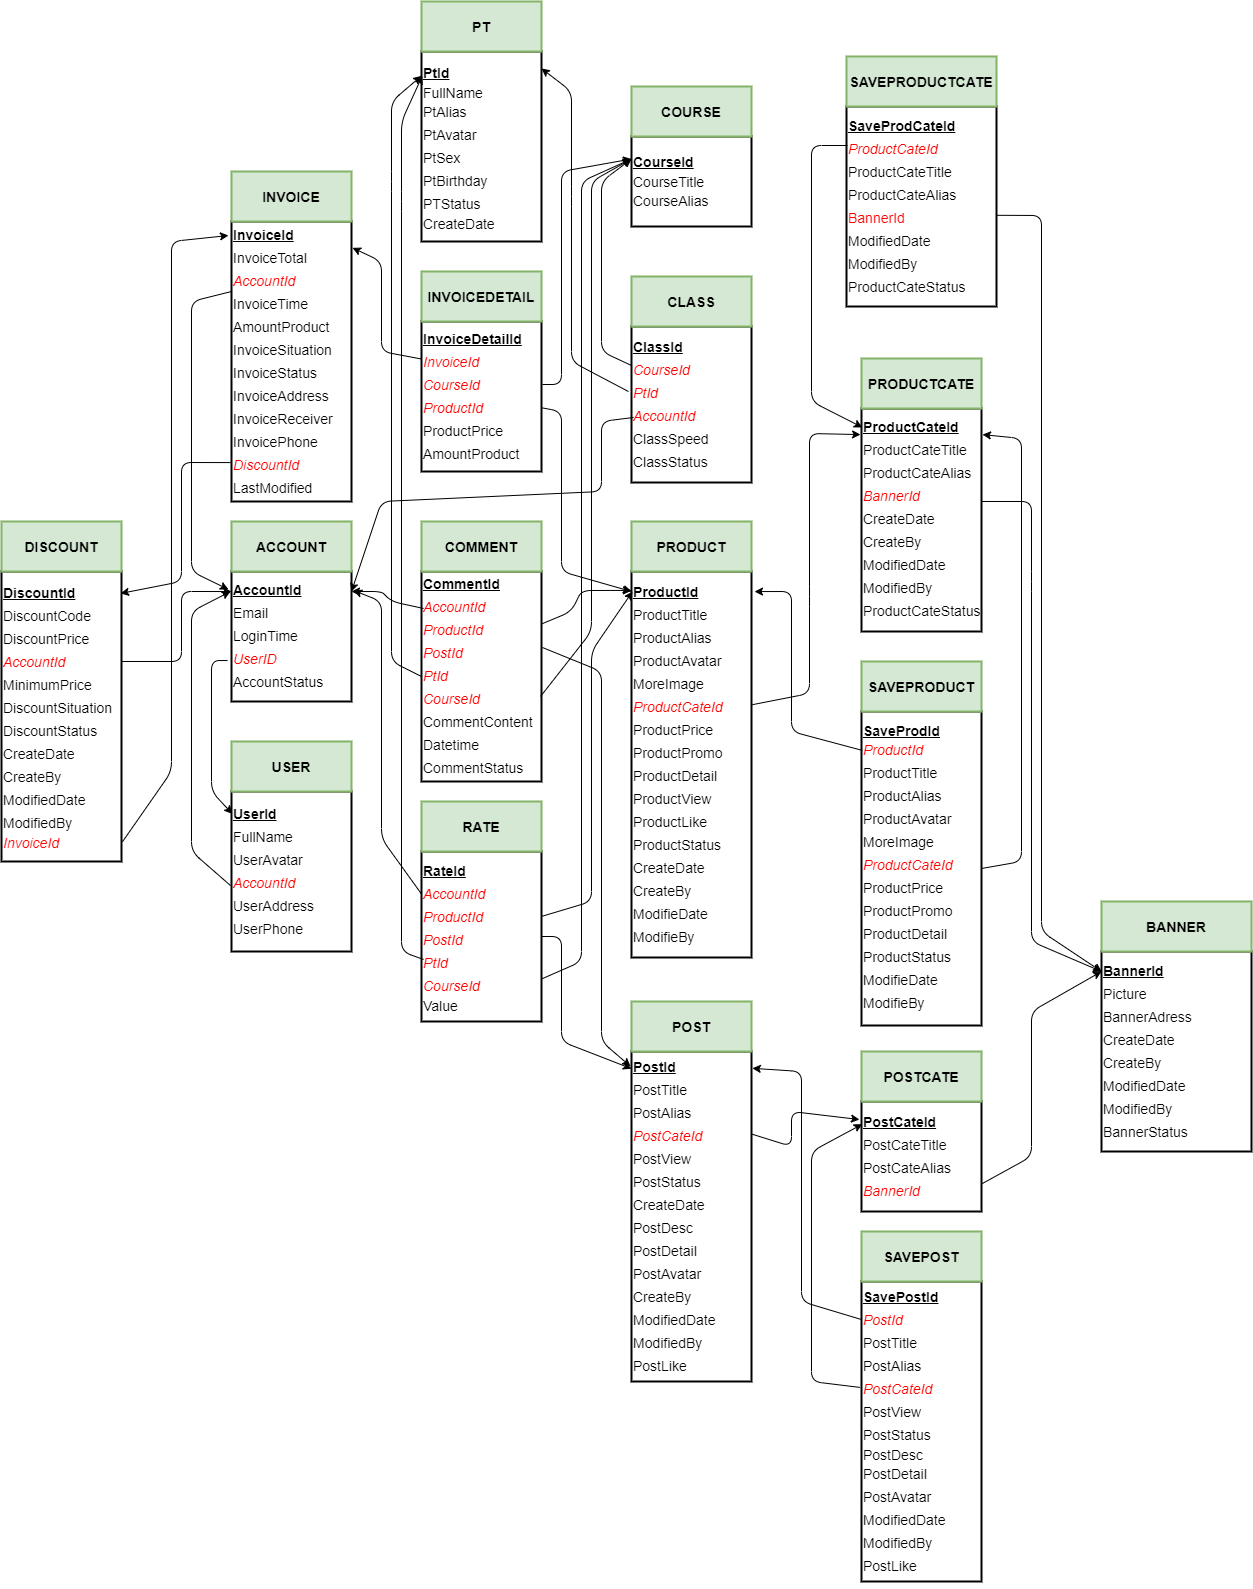 PT
PtId
FullName
PtAlias
PtAvatar
PtSex
PtBirthday
PTStatus
CreateDate
SAVEPRODUCTCATE
SaveProdCateId
ProductCateId
ProductCateTitle
ProductCateAlias
BannerId
ModifiedDate
ModifiedBy
ProductCateStatus
COURSE
CourseId
CourseTitle
CourseAlias
INVOICE
InvoiceId
InvoiceTotal
AccountId
InvoiceTime
AmountProduct
InvoiceSituation
InvoiceStatus
InvoiceAddress
InvoiceReceiver
InvoicePhone
DiscountId
LastModified
INVOICEDETAIL
InvoiceDetailId
InvoiceId
CourseId
ProductId
ProductPrice
AmountProduct
CLASS
ClassId
CourseId
PtId
AccountId
ClassSpeed
ClassStatus
PRODUCTCATE
ProductCateId
ProductCateTitle
ProductCateAlias
BannerId
CreateDate
CreateBy
ModifiedDate
ModifiedBy
ProductCateStatus
DISCOUNT
DiscountId
DiscountCode
DiscountPrice
AccountId
MinimumPrice
DiscountSituation
DiscountStatus
CreateDate
CreateBy
ModifiedDate
ModifiedBy
InvoiceId
ACCOUNT
AccountId
Email
LoginTime
UserID
AccountStatus
COMMENT
CommentId
AccountId
ProductId
PostId
PtId
CourseId
CommentContent
Datetime
CommentStatus
PRODUCT
ProductId
ProductTitle
ProductAlias
ProductAvatar
MoreImage
ProductCateId
ProductPrice
ProductPromo
ProductDetail
ProductView
ProductLike
ProductStatus
CreateDate
CreateBy
ModifieDate
ModifieBy
SAVEPRODUCT
SaveProdId
ProductId
ProductTitle
ProductAlias
ProductAvatar
MoreImage
ProductCateId
ProductPrice
ProductPromo
ProductDetail
ProductStatus
ModifieDate
ModifieBy
USER
UserId
FullName
UserAvatar
AccountId
UserAddress
UserPhone
RATE
RateId
AccountId
ProductId
PostId
PtId
CourseId
Value
BANNER
BannerId
Picture
BannerAdress
CreateDate
CreateBy
ModifiedDate
ModifiedBy
BannerStatus
POST
PostId
PostTitle
PostAlias
PostCateId
PostView
PostStatus
CreateDate
PostDesc
PostDetail
PostAvatar
CreateBy
ModifiedDate
ModifiedBy
PostLike
POSTCATE
PostCateId
PostCateTitle
PostCateAlias
BannerId
SAVEPOST
SavePostId
PostId
PostTitle
PostAlias
PostCateId
PostView
PostStatus
PostDesc
PostDetail
PostAvatar
ModifiedDate
ModifiedBy
PostLike